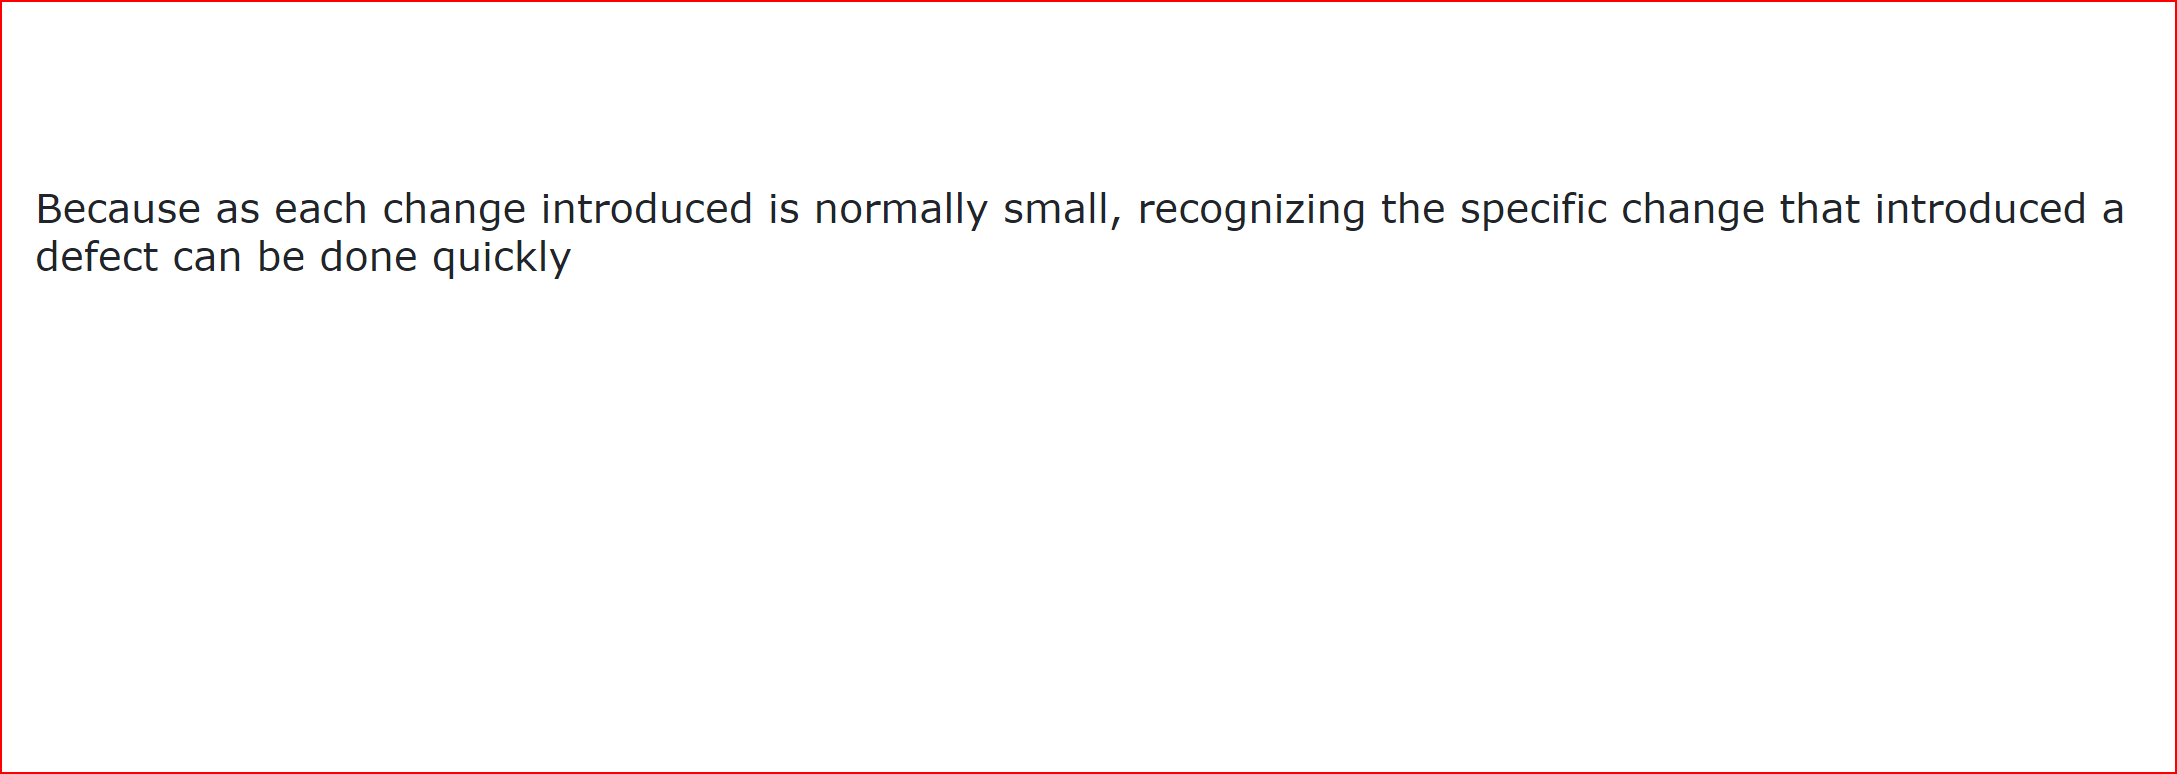 Because as each change introduced is normally small, recognizing the specific change that introduced a
defect can be done quickly